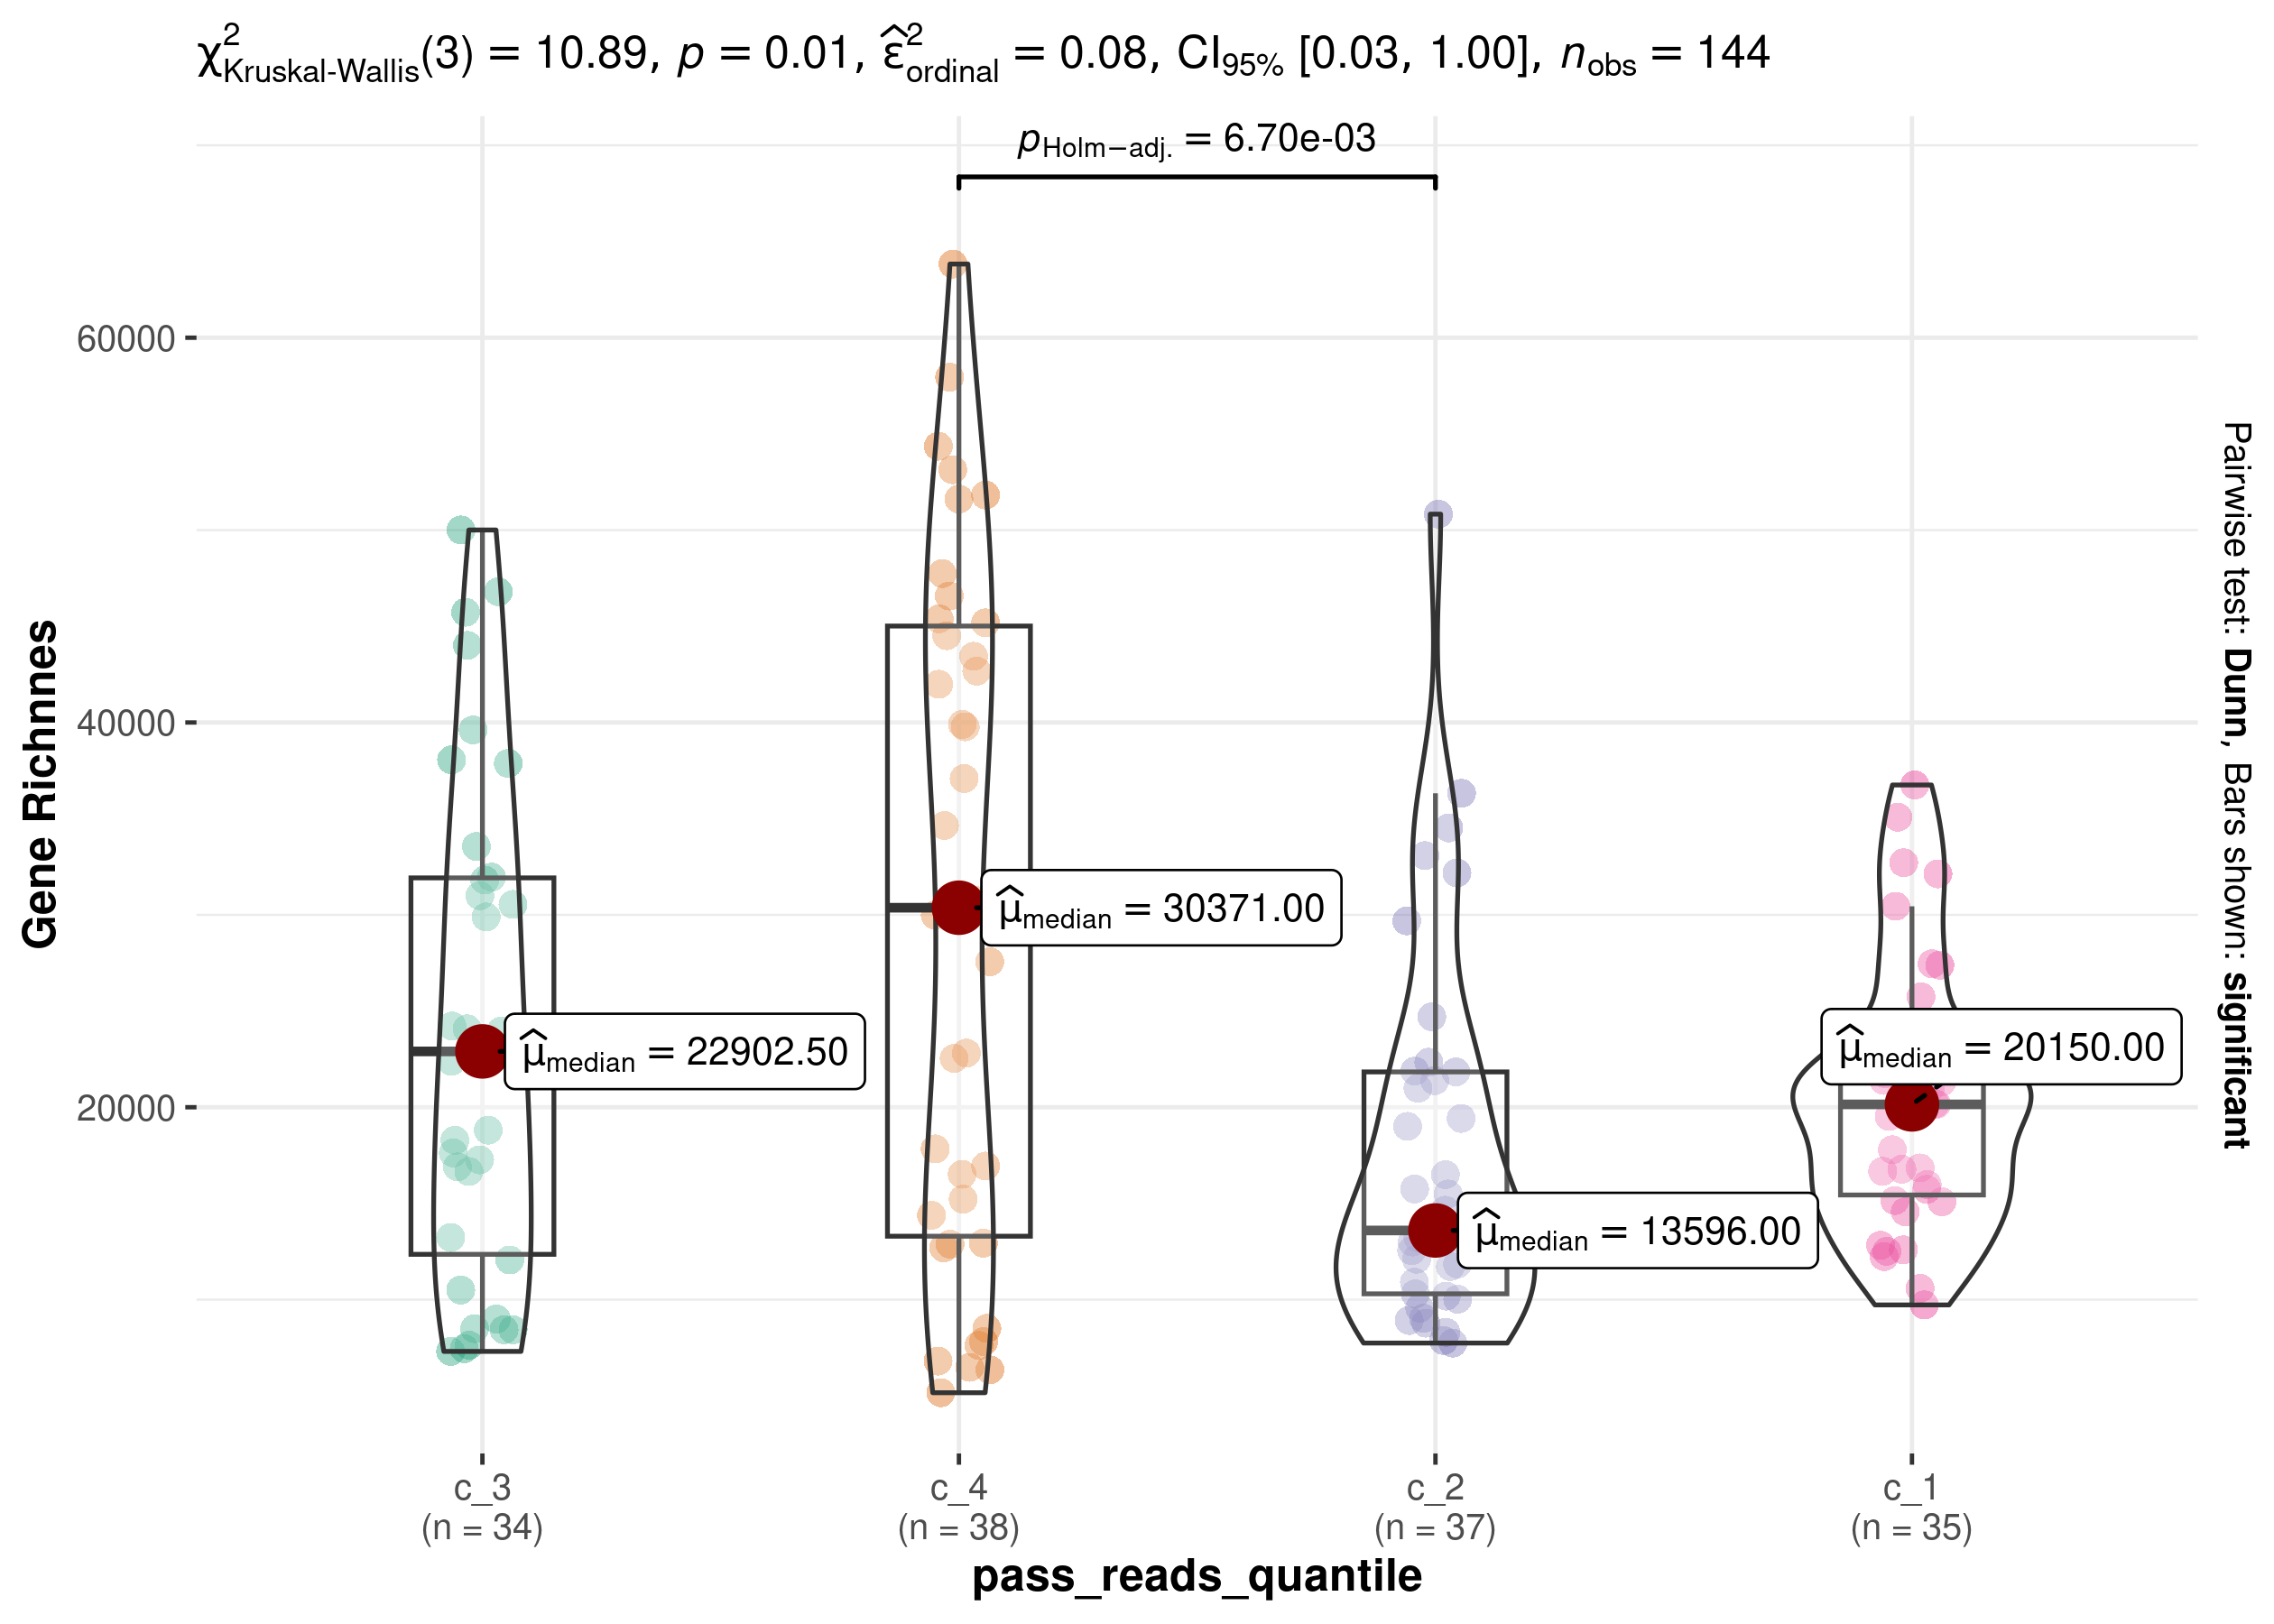 χ²Kruskal-Wallis(3) = 10.89, p = 0.01, ε̂²ordinal = 0.08, CI95% [0.03, 1.00], nobs = 144
pHolm−adj. = 6.70e-03
60000
40000
20000
Gene Richnnes
μ̂median = 22902.50
μ̂median = 30371.00
μ̂median = 13596.00
μ̂median = 20150.00
Pairwise test: Dunn, Bars shown: significant
c_3
(n = 34)
c_4
(n = 38)
c_2
(n = 37)
c_1
(n = 35)
pass_reads_quantile